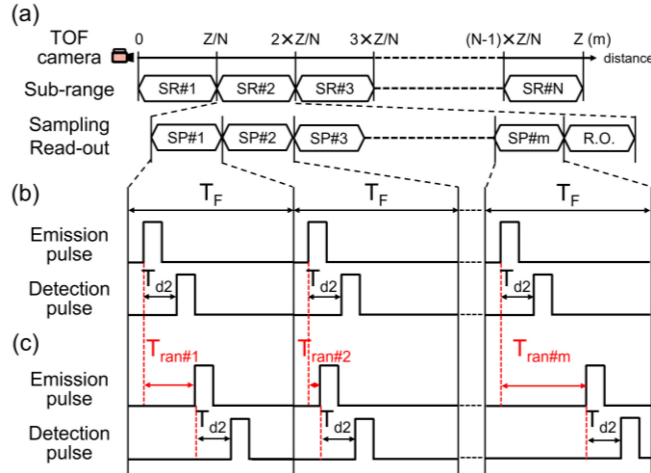 (a)
TOF camera 0 Z/N 2×Z/N 3×Z/N (N-1)×Z/N Z (m) distance
Sub-range SR#1 SR#2 SR#3 SR#N
Sampling Read-out SP#1 SP#2 SP#3 SP#m R.O.
(b) T_F T_F T_F
Emission pulse
T_d2 T_d2 T_d2
Detection pulse
(c) T_ran#1 T_ran#2 T_ran#m
Emission pulse
T_d2 T_d2 T_d2
Detection pulse